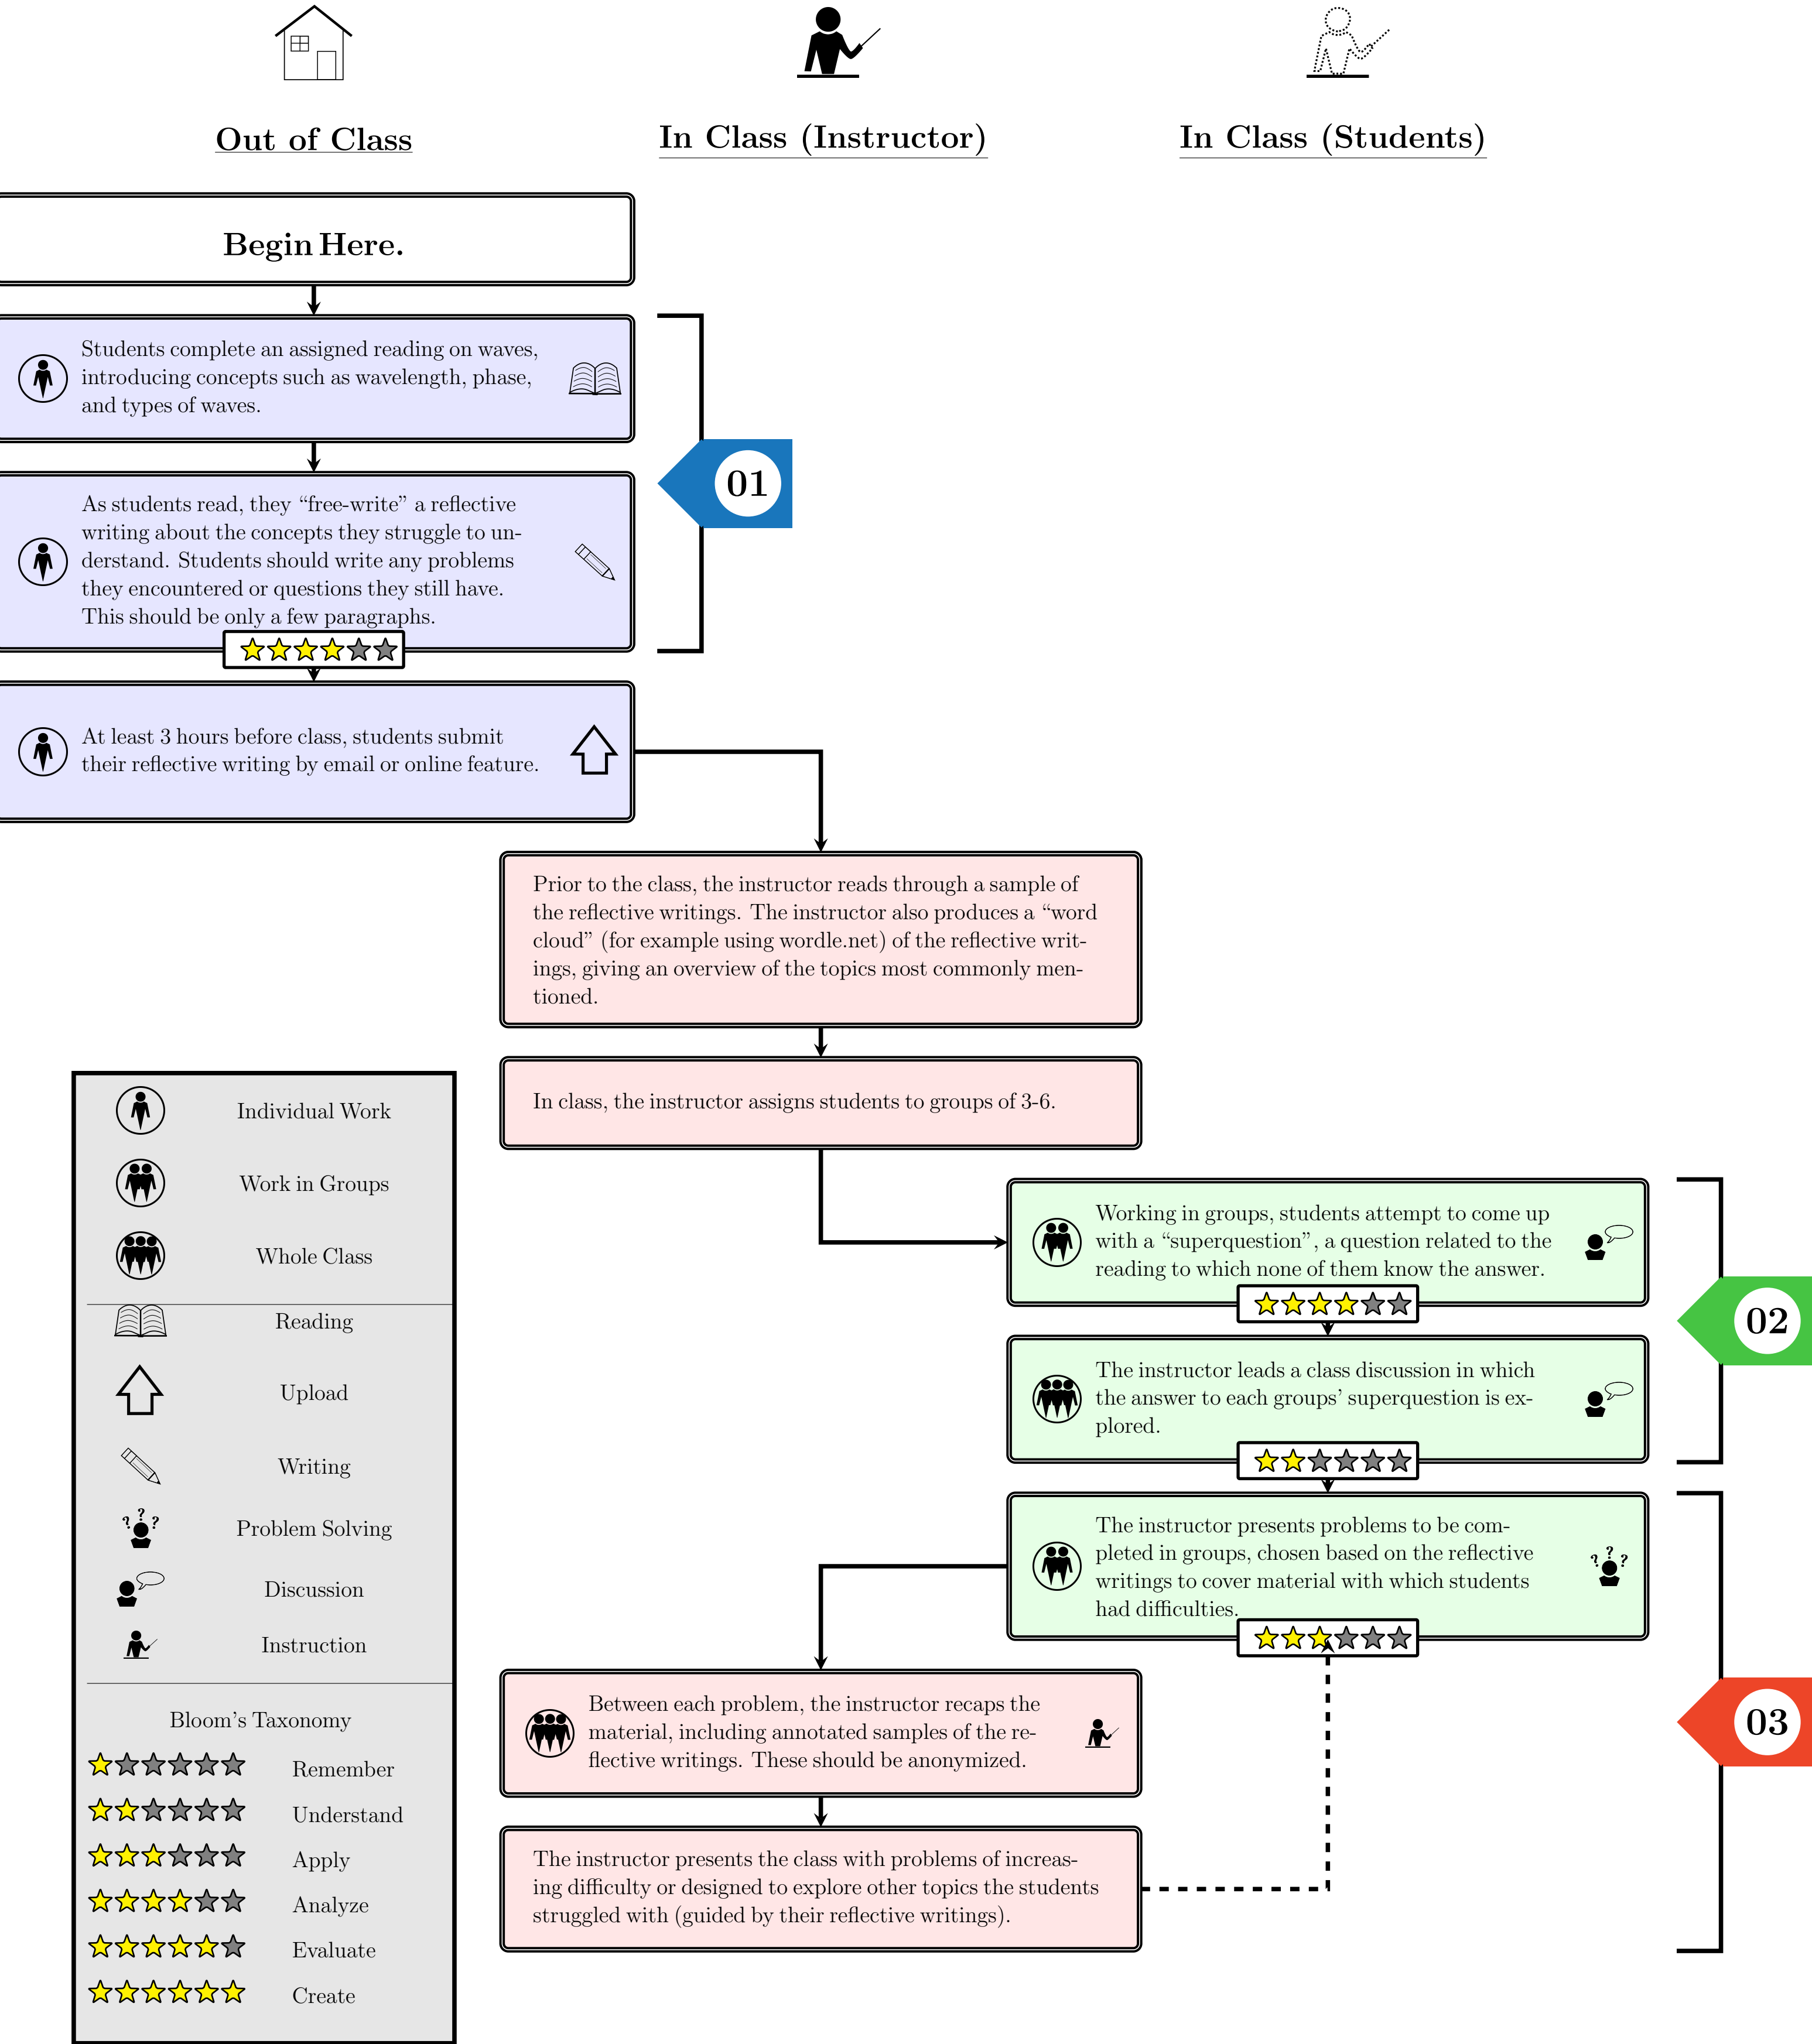 Out of Class
In Class (Instructor)
In Class (Students)
Begin Here.
Students complete an assigned reading on waves,
introducing concepts such as wavelength, phase,
and types of waves.
01
As students read, they “free-write” a reflective
writing about the concepts they struggle to un-
derstand. Students should write any problems
they encountered or questions they still have.
This should be only a few paragraphs.
At least 3 hours before class, students submit
their reflective writing by email or online feature.
Prior to the class, the instructor reads through a sample of
the reflective writings. The instructor also produces a “word
cloud” (for example using wordle.net) of the reflective writ-
ings, giving an overview of the topics most commonly men-
tioned.
In class, the instructor assigns students to groups of 3-6.
Working in groups, students attempt to come up
with a “superquestion”, a question related to the
reading to which none of them know the answer.
02
The instructor leads a class discussion in which
the answer to each groups’ superquestion is ex-
plored.
The instructor presents problems to be com-
pleted in groups, chosen based on the reflective
writings to cover material with which students
had difficulties.
? ? ?
03
Between each problem, the instructor recaps the
material, including annotated samples of the re-
flective writings. These should be anonymized.
The instructor presents the class with problems of increas-
ing difficulty or designed to explore other topics the students
struggled with (guided by their reflective writings).
Individual Work
Work in Groups
Whole Class
Reading
Upload
Writing
? ? ?
Problem Solving
Discussion
Instruction
Bloom’s Taxonomy
Remember
Understand
Apply
Analyze
Evaluate
Create